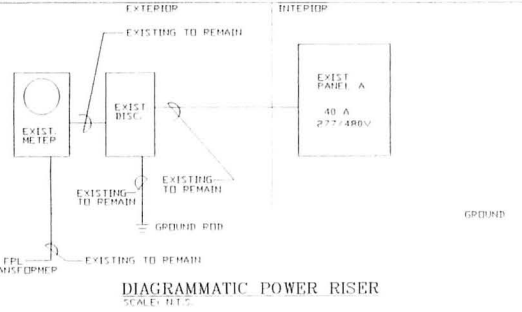 EXTERIOR
INTERIOR
EXISTING TO REMAIN
EXIST.
METER
EXIST
DISC.
EXIST
PANEL A
40 A
277/480V
EXISTING
TO REMAIN
EXISTING
TO REMAIN
GROUND ROD
GROUND
FPL
ANSFORMER
EXISTING TO REMAIN
DIAGRAMMATIC POWER RISER
SCALE: N.T.S.